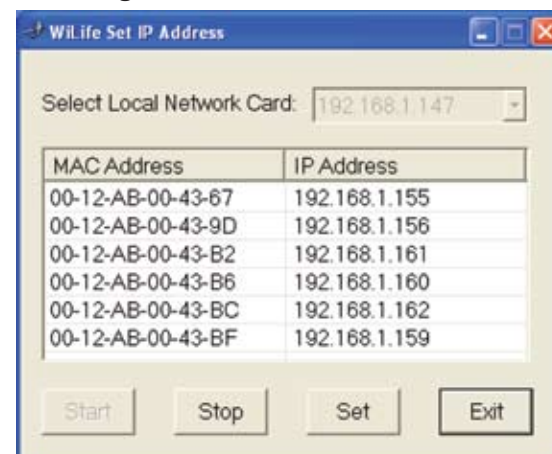 WiLife Set IP Address
Select Local Network Card: 192.168.1.147
MAC Address IP Address
00-12-AB-00-43-67 192.168.1.155
00-12-AB-00-43-9D 192.168.1.156
00-12-AB-00-43-B2 192.168.1.161
00-12-AB-00-43-B6 192.168.1.160
00-12-AB-00-43-BC 192.168.1.162
00-12-AB-00-43-BF 192.168.1.159
Start Stop Set Exit